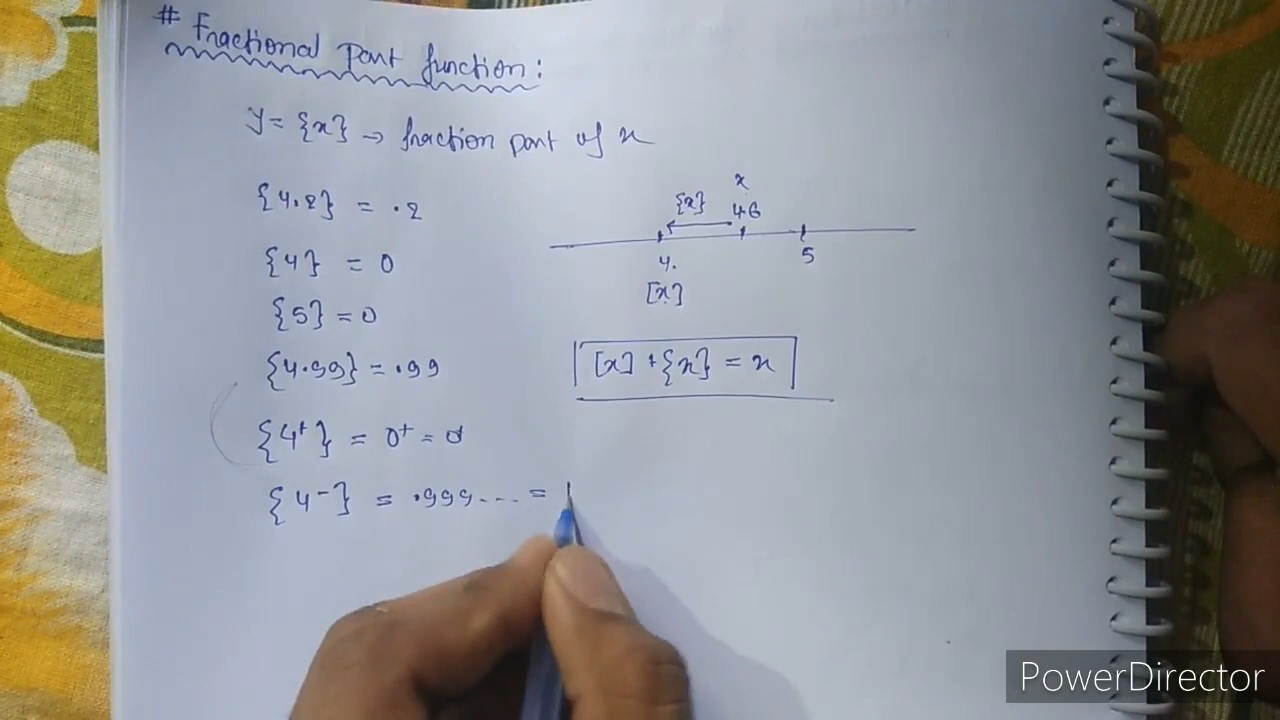 # Fractional part function:
y = {x} → fraction part of x
{4.2} = .2
{4} = 0
{5} = 0
{4.99} = .99
{4+} = 0+ = 0
{4-} = .999... = 1
x
{x} 4.6
4. 5
[x]
[x] + {x} = x
PowerDirector